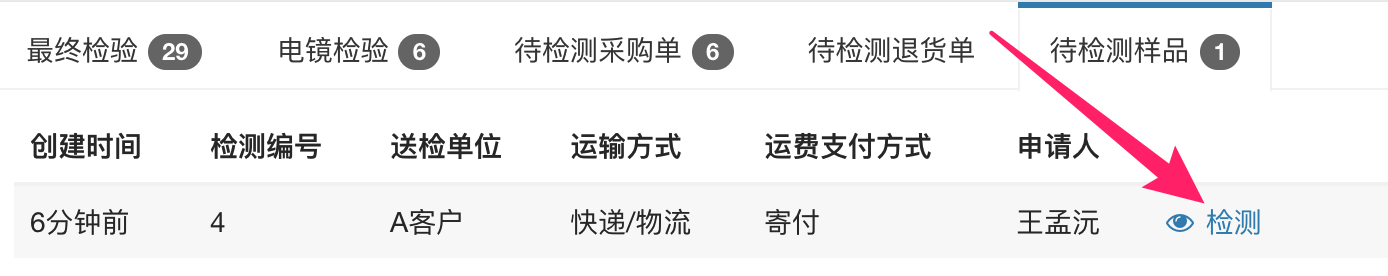 最终检验 29 电镜检验 6 待检测采购单 6 待检测退货单 待检测样品 1
创建时间 检测编号 送检单位 运输方式 运费支付方式 申请人
6分钟前 4 A客户 快递/物流 寄付 王孟沅 检测